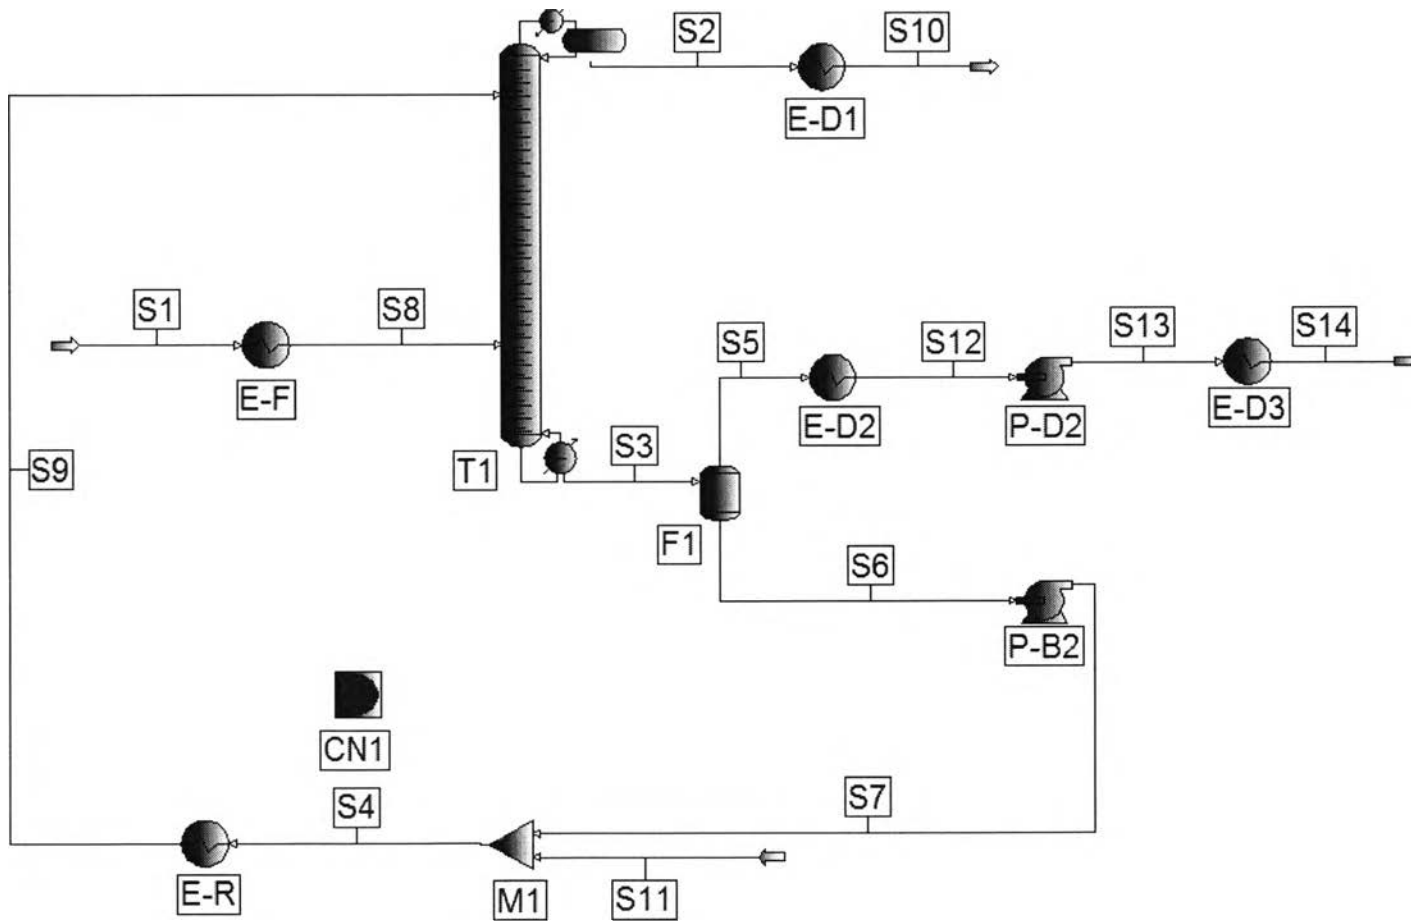 S2
S10
E-D1
S1
S8
E-F
S5
S12
S13
S14
E-D2
P-D2
E-D3
S9
T1
S3
F1
S6
P-B2
CN1
S4
S7
E-R
M1
S11